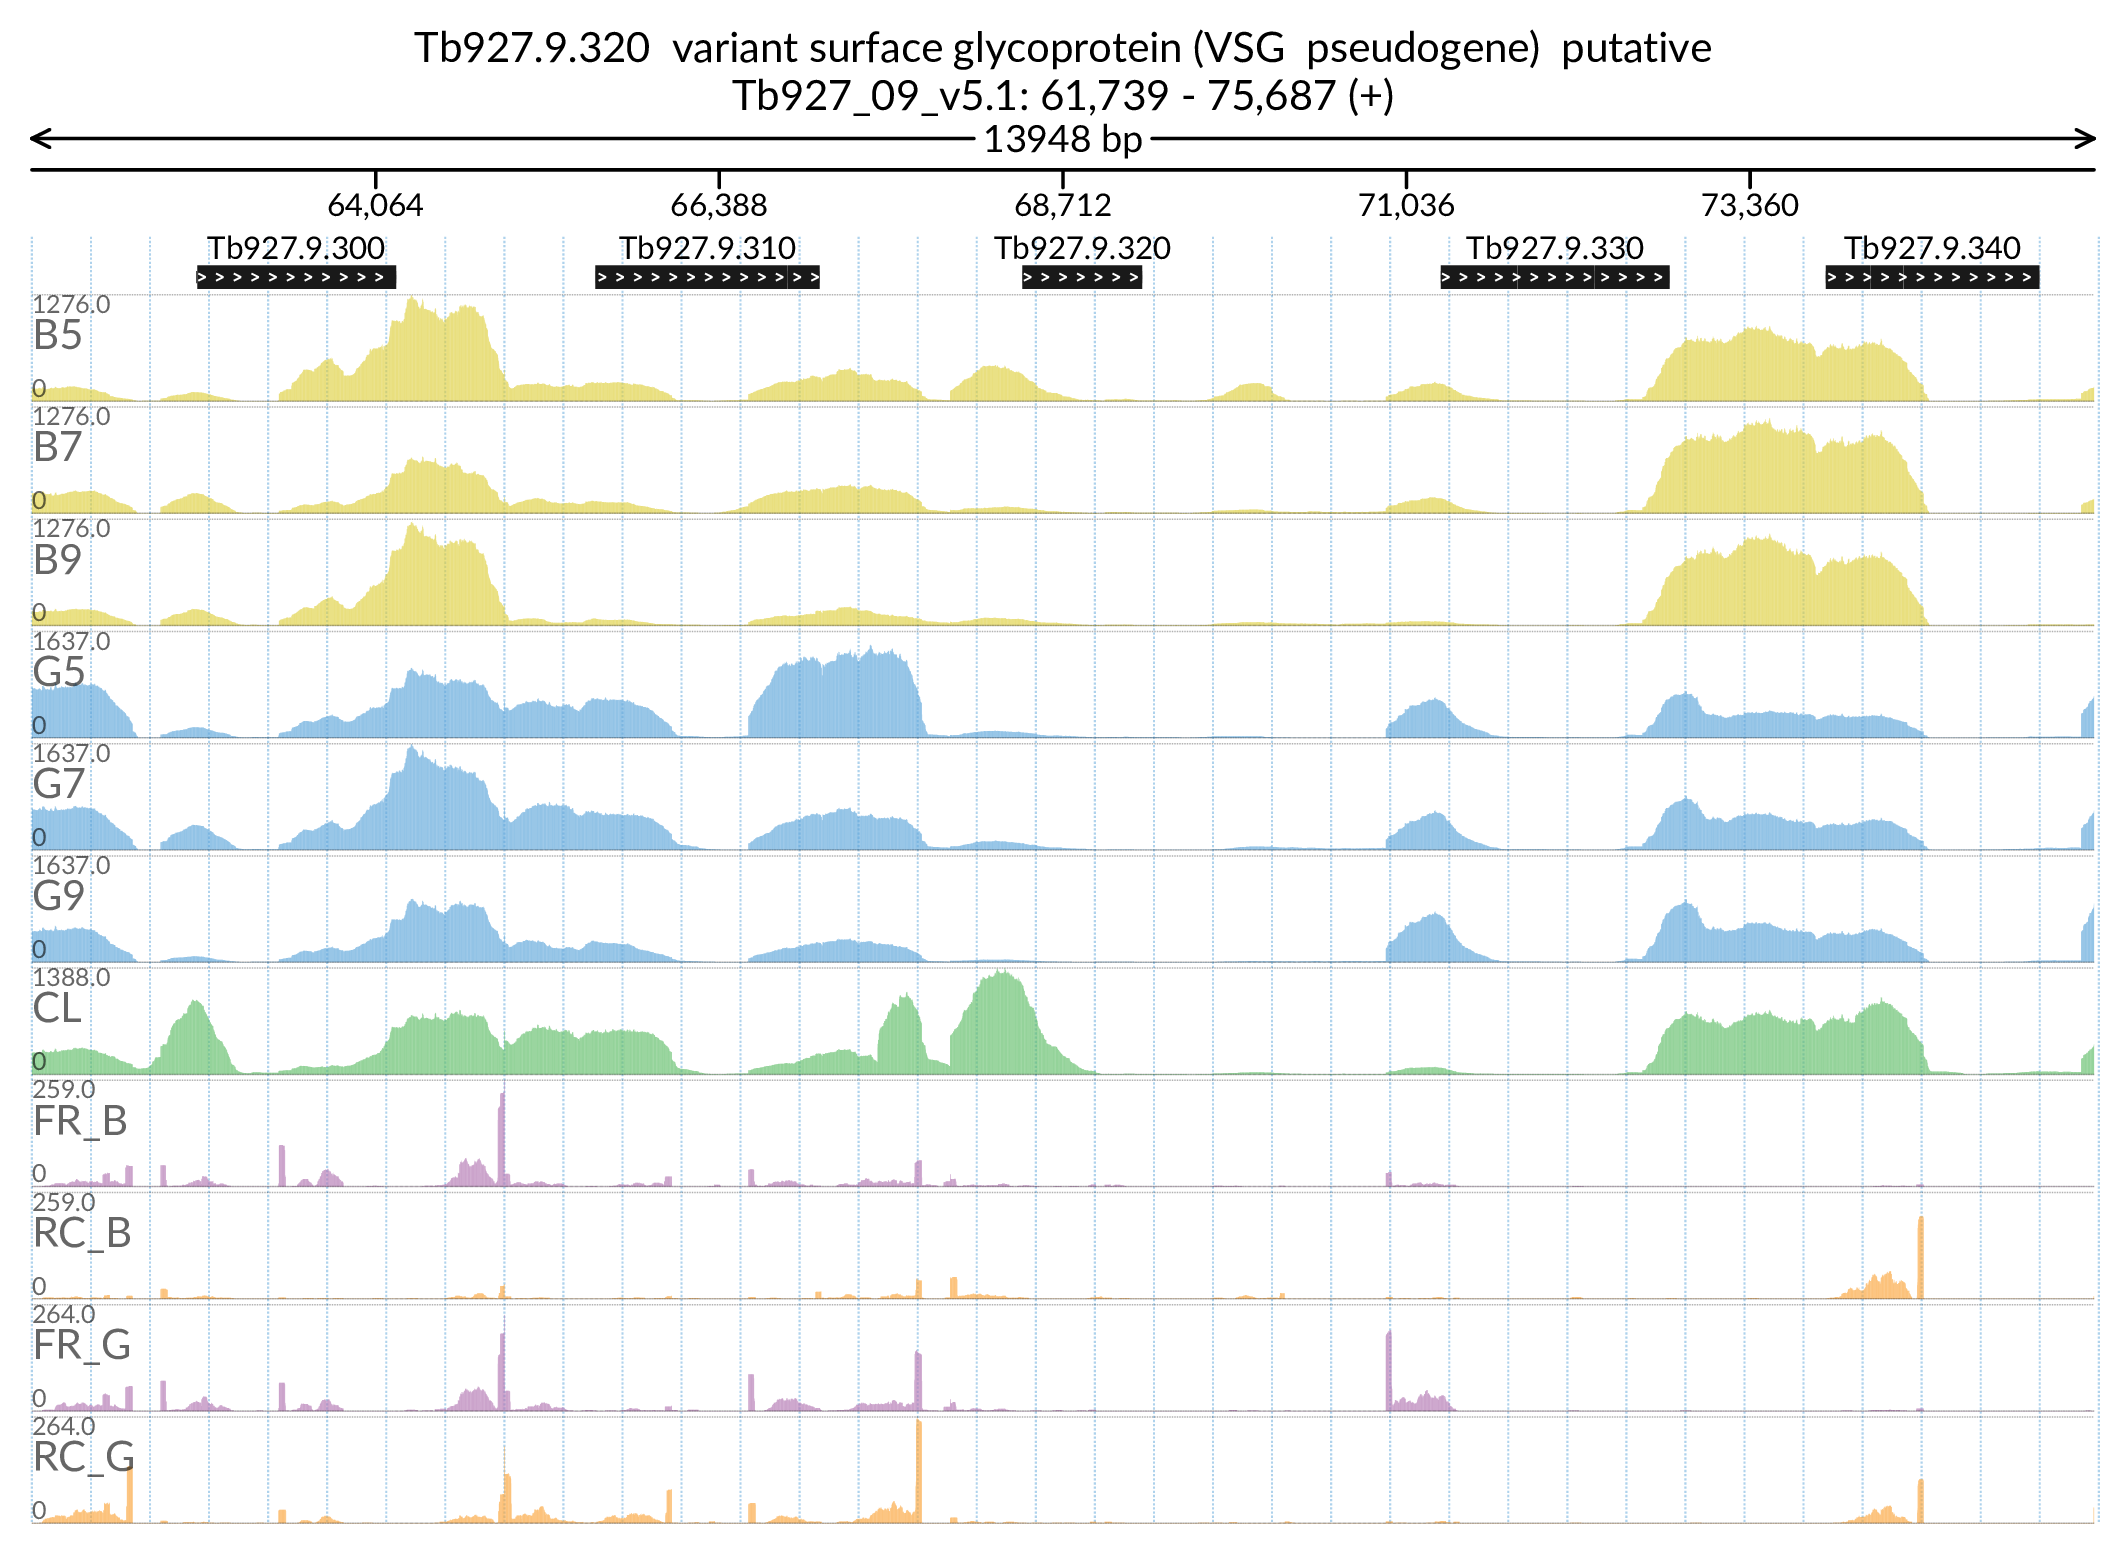 Tb927.9.320 variant surface glycoprotein (VSG pseudogene) putative
Tb927_09_v5.1: 61,739 - 75,687 (+)
13948 bp
64,064 66,388 68,712 71,036 73,360
Tb927.9.300 Tb927.9.310 Tb927.9.320 Tb927.9.330 Tb927.9.340
1276.0
B5
0
1276.0
B7
0
1276.0
B9
0
1637.0
G5
0
1637.0
G7
0
1637.0
G9
0
1388.0
CL
0
259.0
FR_B
0
259.0
RC_B
0
264.0
FR_G
0
264.0
RC_G
0